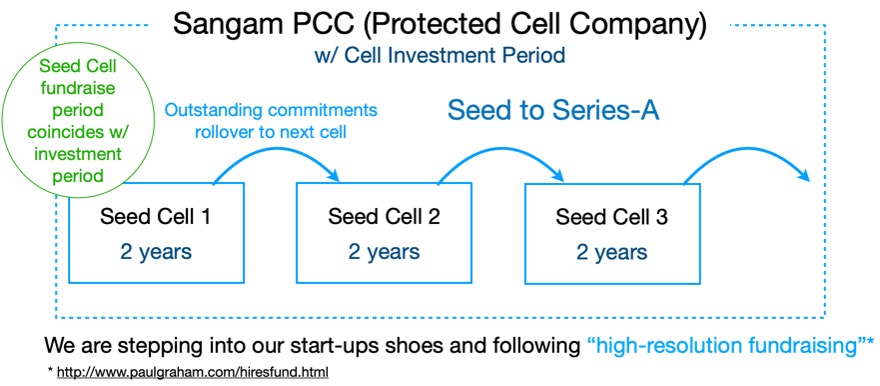 Sangam PCC (Protected Cell Company)
w/ Cell Investment Period
Seed Cell
fundraise
period
coincides w/
investment
period
Outstanding commitments
rollover to next cell
Seed to Series-A
Seed Cell 1
2 years
Seed Cell 2
2 years
Seed Cell 3
2 years
We are stepping into our start-ups shoes and following “high-resolution fundraising”*
* http://www.paulgraham.com/hiresfund.html